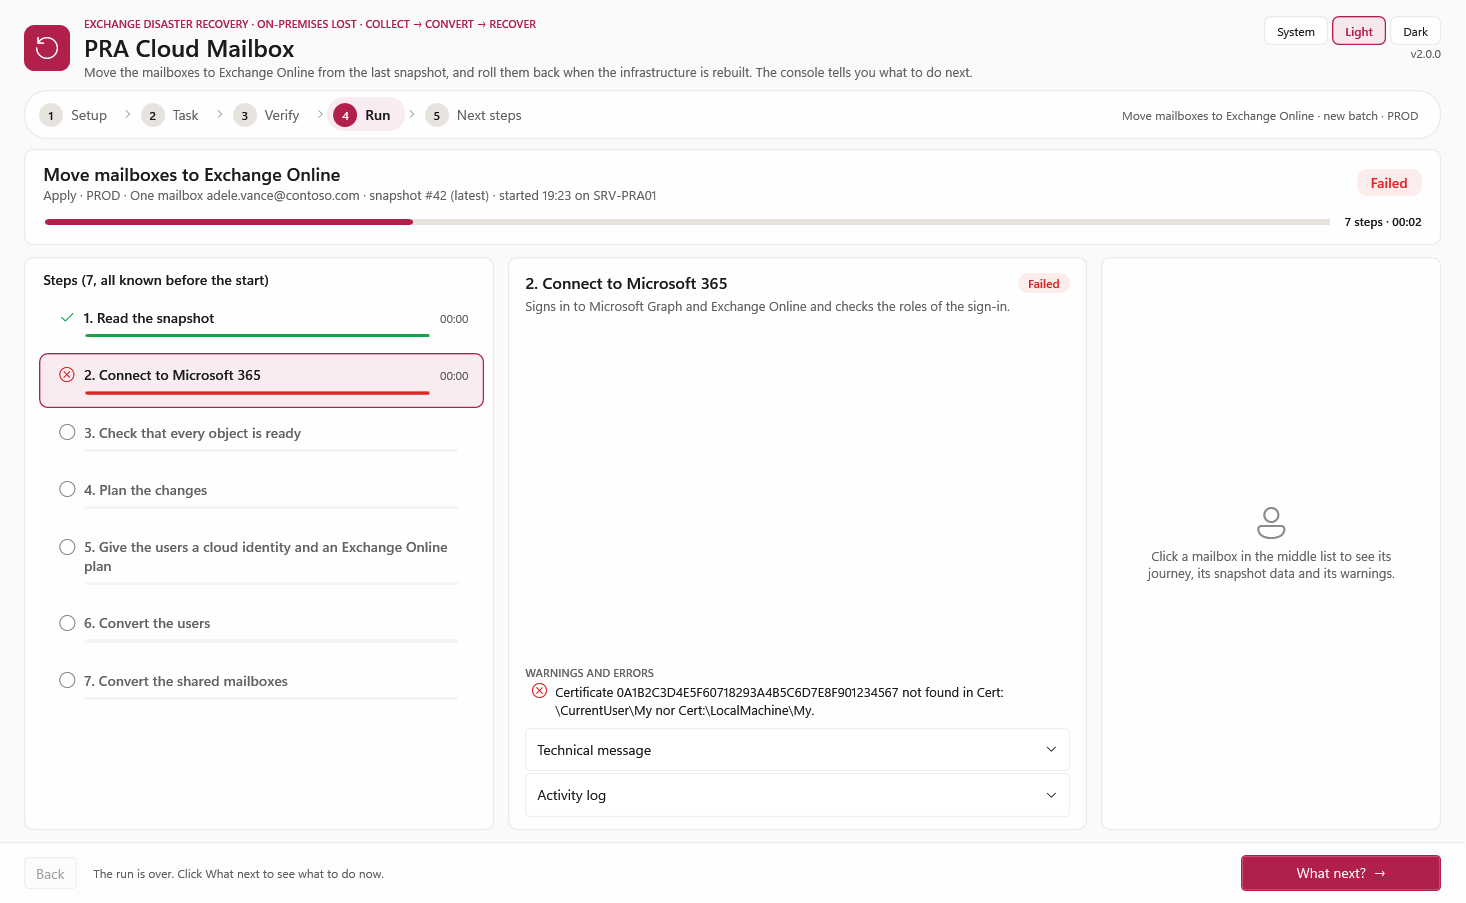 EXCHANGE DISASTER RECOVERY · ON-PREMISES LOST · COLLECT → CONVERT → RECOVER
PRA Cloud Mailbox
Move the mailboxes to Exchange Online from the last snapshot, and roll them back when the infrastructure is rebuilt. The console tells you what to do next.
System
Light
Dark
v2.0.0
1 Setup
2 Task
3 Verify
4 Run
5 Next steps
Move mailboxes to Exchange Online · new batch · PROD
Move mailboxes to Exchange Online
Apply · PROD · One mailbox adele.vance@contoso.com · snapshot #42 (latest) · started 19:23 on SRV-PRA01
Failed
7 steps · 00:02
Steps (7, all known before the start)
1. Read the snapshot
00:00
2. Connect to Microsoft 365
00:00
3. Check that every object is ready
4. Plan the changes
5. Give the users a cloud identity and an Exchange Online
plan
6. Convert the users
7. Convert the shared mailboxes
2. Connect to Microsoft 365
Failed
Signs in to Microsoft Graph and Exchange Online and checks the roles of the sign-in.
WARNINGS AND ERRORS
Certificate 0A1B2C3D4E5F60718293A4B5C6D7E8F901234567 not found in Cert:
\CurrentUser\My nor Cert:\LocalMachine\My.
Technical message
Activity log
Click a mailbox in the middle list to see its
journey, its snapshot data and its warnings.
Back
The run is over. Click What next to see what to do now.
What next? →